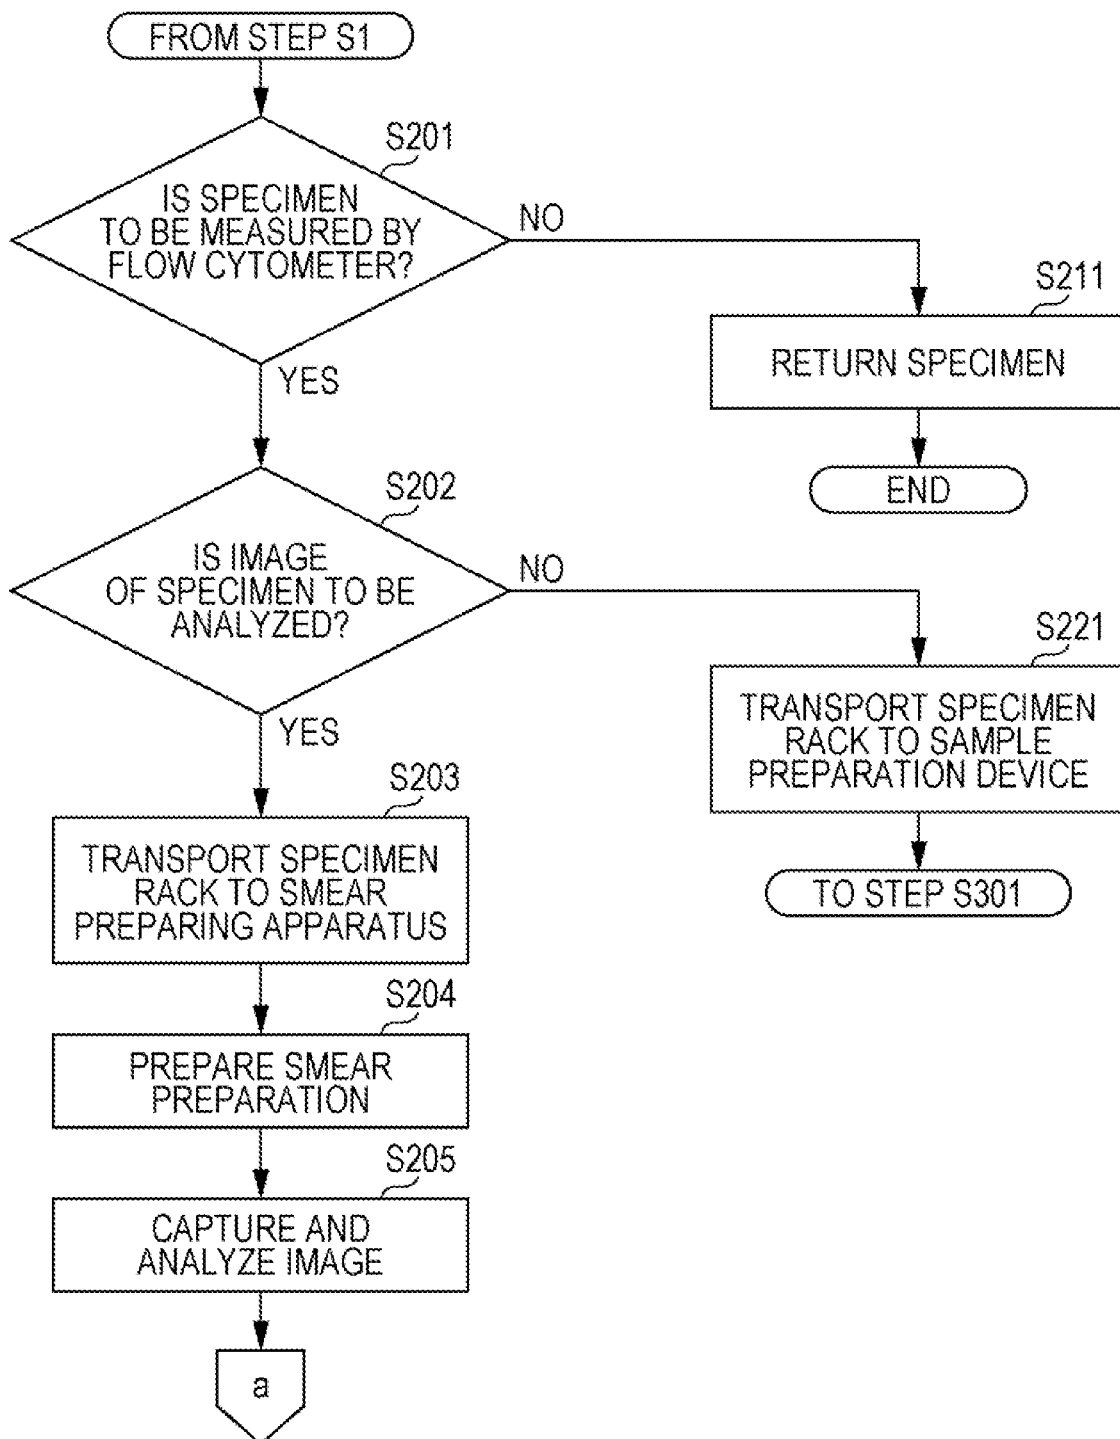 FROM STEP S1
S201
IS SPECIMEN
TO BE MEASURED BY
FLOW CYTOMETER?
NO
YES
S211
RETURN SPECIMEN
END
S202
IS IMAGE
OF SPECIMEN TO BE
ANALYZED?
NO
YES
S221
TRANSPORT SPECIMEN
RACK TO SAMPLE
PREPARATION DEVICE
TO STEP S301
S203
TRANSPORT SPECIMEN
RACK TO SMEAR
PREPARING APPARATUS
S204
PREPARE SMEAR
PREPARATION
S205
CAPTURE AND
ANALYZE IMAGE
a